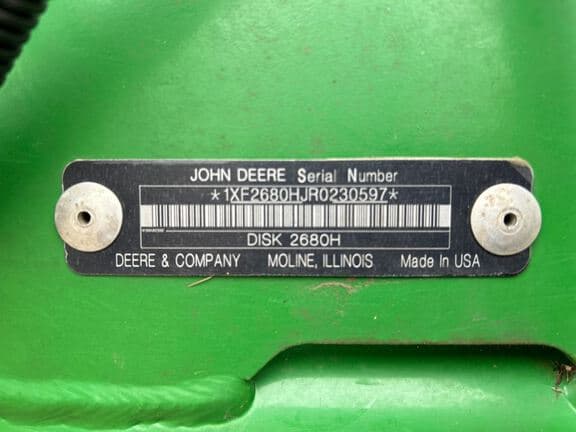 JOHN DEERE Serial Number
*1XF2680HJR0230597*
DISK 2680H
DEERE & COMPANY MOLINE, ILLINOIS Made In USA